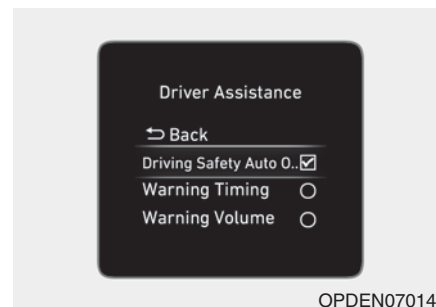 Driver Assistance
Back
Driving Safety Auto O..
Warning Timing
Warning Volume
OPDEN07014